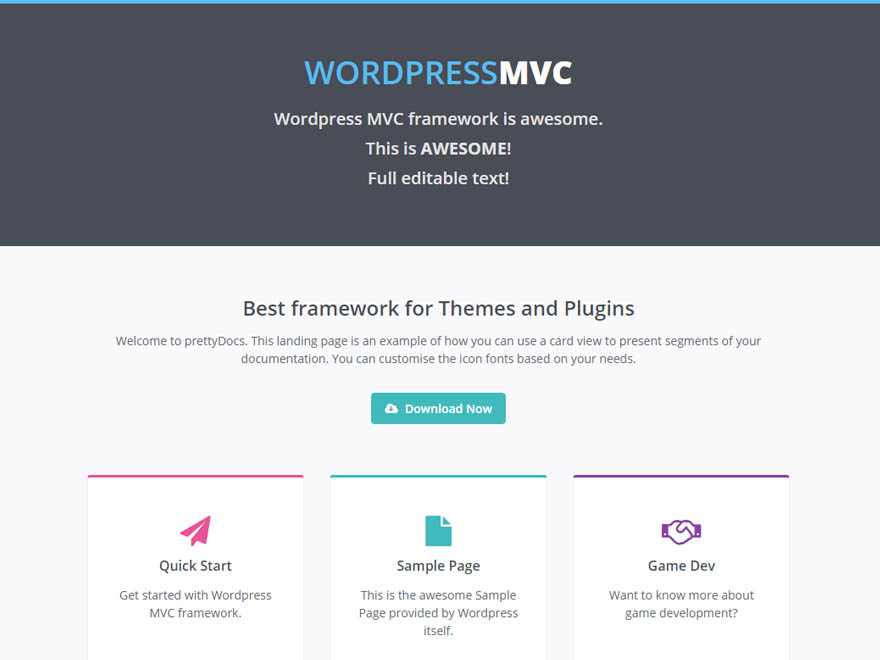 WORDPRESSMVC
Wordpress MVC framework is awesome.
This is AWESOME!
Full editable text!
Best framework for Themes and Plugins
Welcome to prettyDocs. This landing page is an example of how you can use a card view to present segments of your
documentation. You can customise the icon fonts based on your needs.
Download Now
Quick Start
Get started with Wordpress
MVC framework.
Sample Page
This is the awesome Sample
Page provided by Wordpress
itself.
Game Dev
Want to know more about
game development?